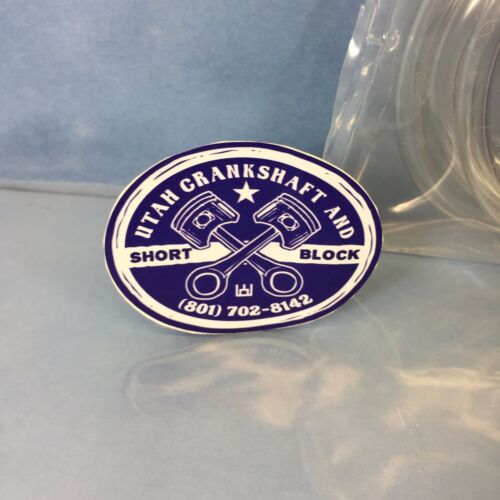 UTAH CRANKSHAFT AND
SHORT BLOCK
(801) 702-8142